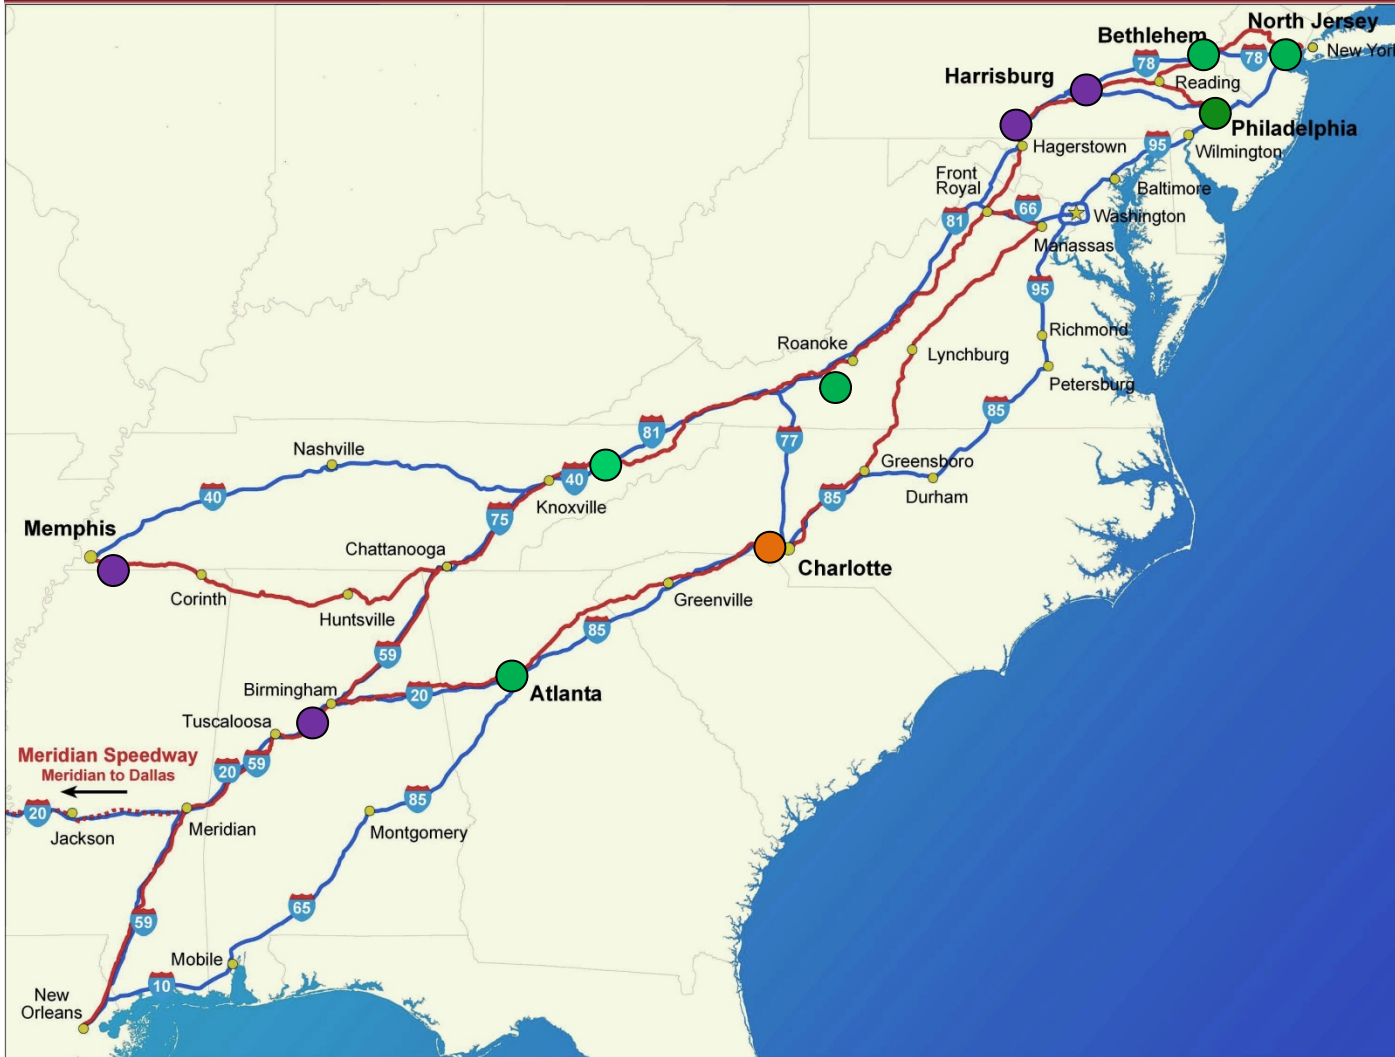 North Jersey
Bethlehem
New York
78
78
Harrisburg
Reading
Philadelphia
Hagerstown
95
Wilmington
Front
Royal
Baltimore
66
81
Washington
Manassas
95
Richmond
Roanoke
Lynchburg
Petersburg
85
81
77
Nashville
Greensboro
40
Knoxville
Durham
40
85
75
Memphis
Chattanooga
Charlotte
Corinth
Huntsville
Greenville
85
59
Birmingham
20
Atlanta
Tuscaloosa
Meridian Speedway
Meridian to Dallas
20
59
20
85
Jackson
Meridian
Montgomery
65
59
Mobile
10
New
Orleans